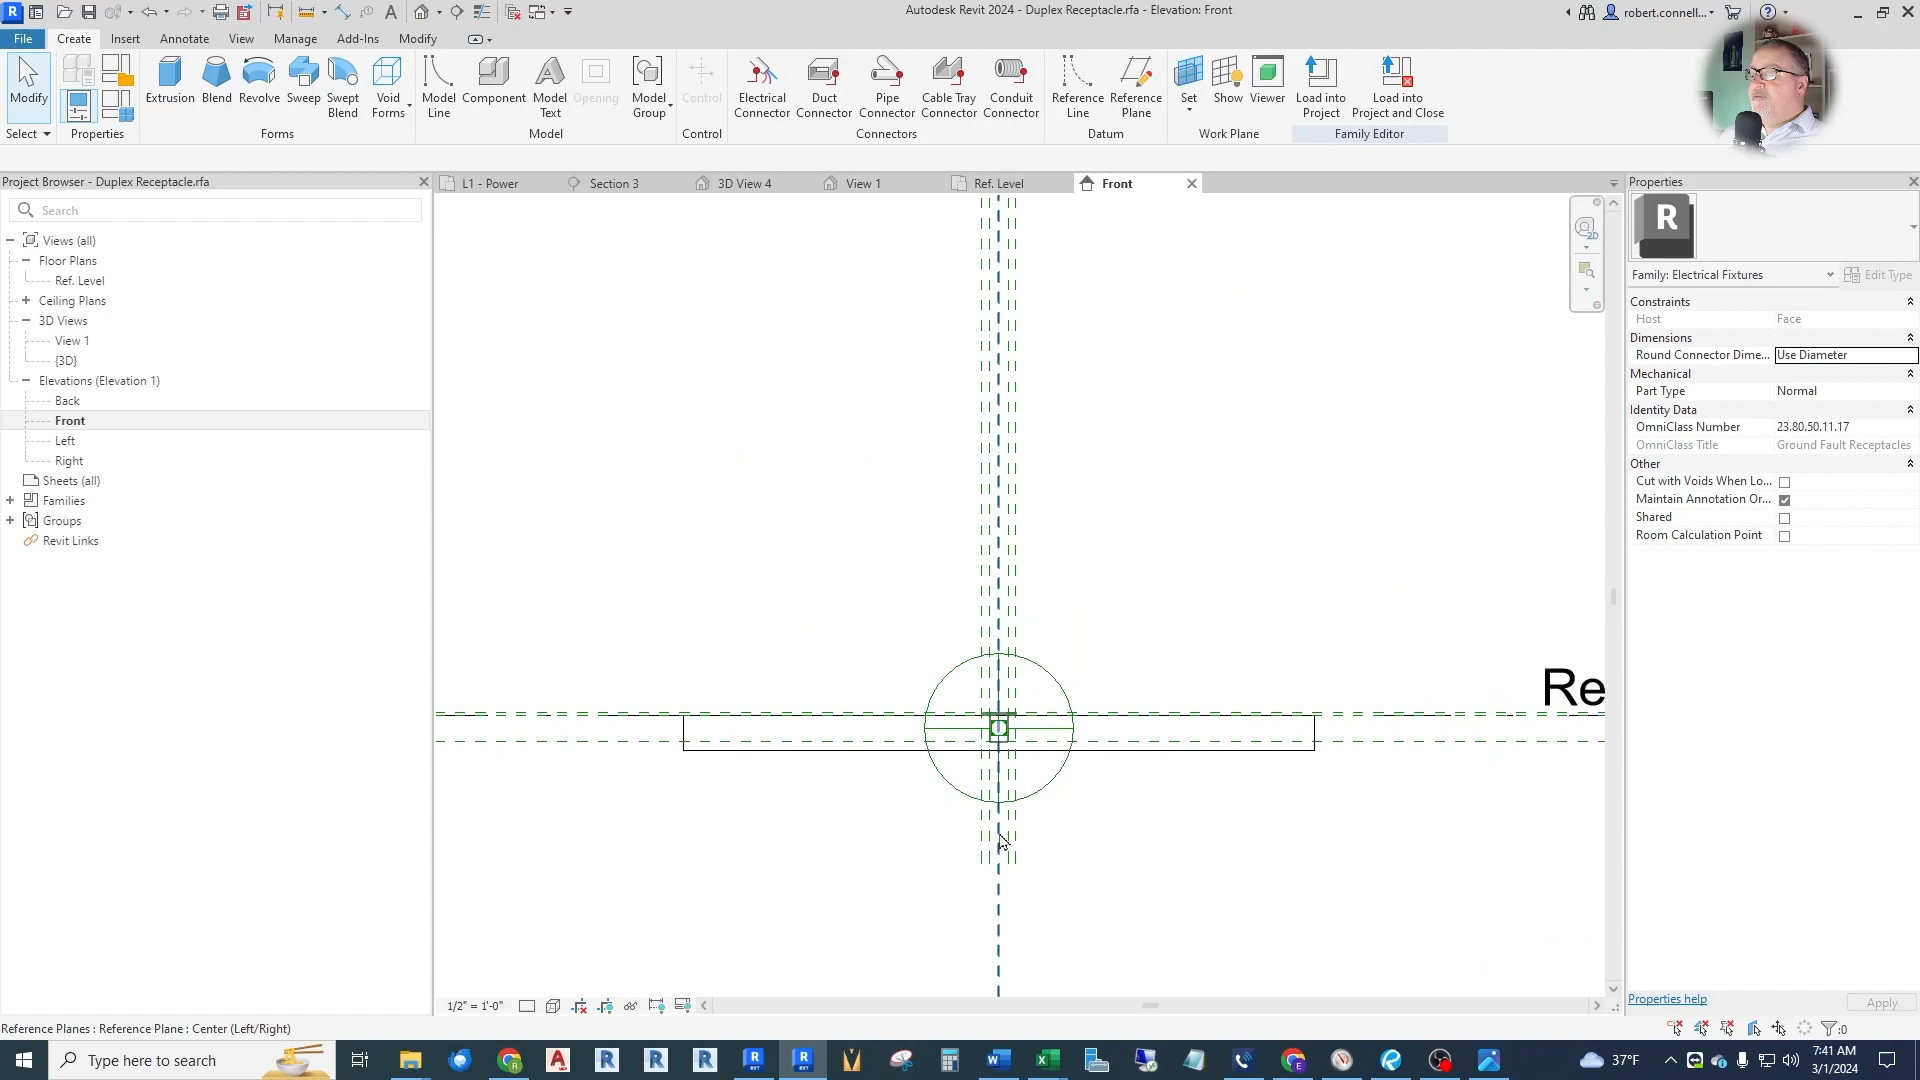 Autodesk Revit 2024 - Duplex Receptacle.rfa - Elevation: Front
robert.connell...
File Create Insert Annotate View Manage Add-Ins Modify
Modify
Extrusion Blend Revolve Sweep Swept Blend Void Forms
Model Line Component Model Text Opening Model Group Control
Electrical Connector Duct Connector Pipe Connector Cable Tray Connector Conduit Connector
Reference Line Reference Plane Set Show Viewer Load into Project Load into Project and Close
Select Properties Forms Model Control Connectors Datum Work Plane Family Editor
Project Browser - Duplex Receptacle.rfa
Search
Views (all)
Floor Plans
Ref. Level
Ceiling Plans
3D Views
View 1
{3D}
Elevations (Elevation 1)
Back
Front
Left
Right
Sheets (all)
Families
Groups
Revit Links
L1 - Power Section 3 3D View 4 View 1 Ref. Level Front
2D
Re
1/2" = 1'-0"
Properties
R
Family: Electrical Fixtures Edit Type
Constraints
Host Face
Dimensions
Round Connector Dime... Use Diameter
Mechanical
Part Type Normal
Identity Data
OmniClass Number 23.80.50.11.17
OmniClass Title Ground Fault Receptacles
Other
Cut with Voids When Lo...
Maintain Annotation Or...
Shared
Room Calculation Point
Properties help Apply
Reference Planes : Reference Plane : Center (Left/Right)
:0
Type here to search
37°F
7:41 AM
3/1/2024